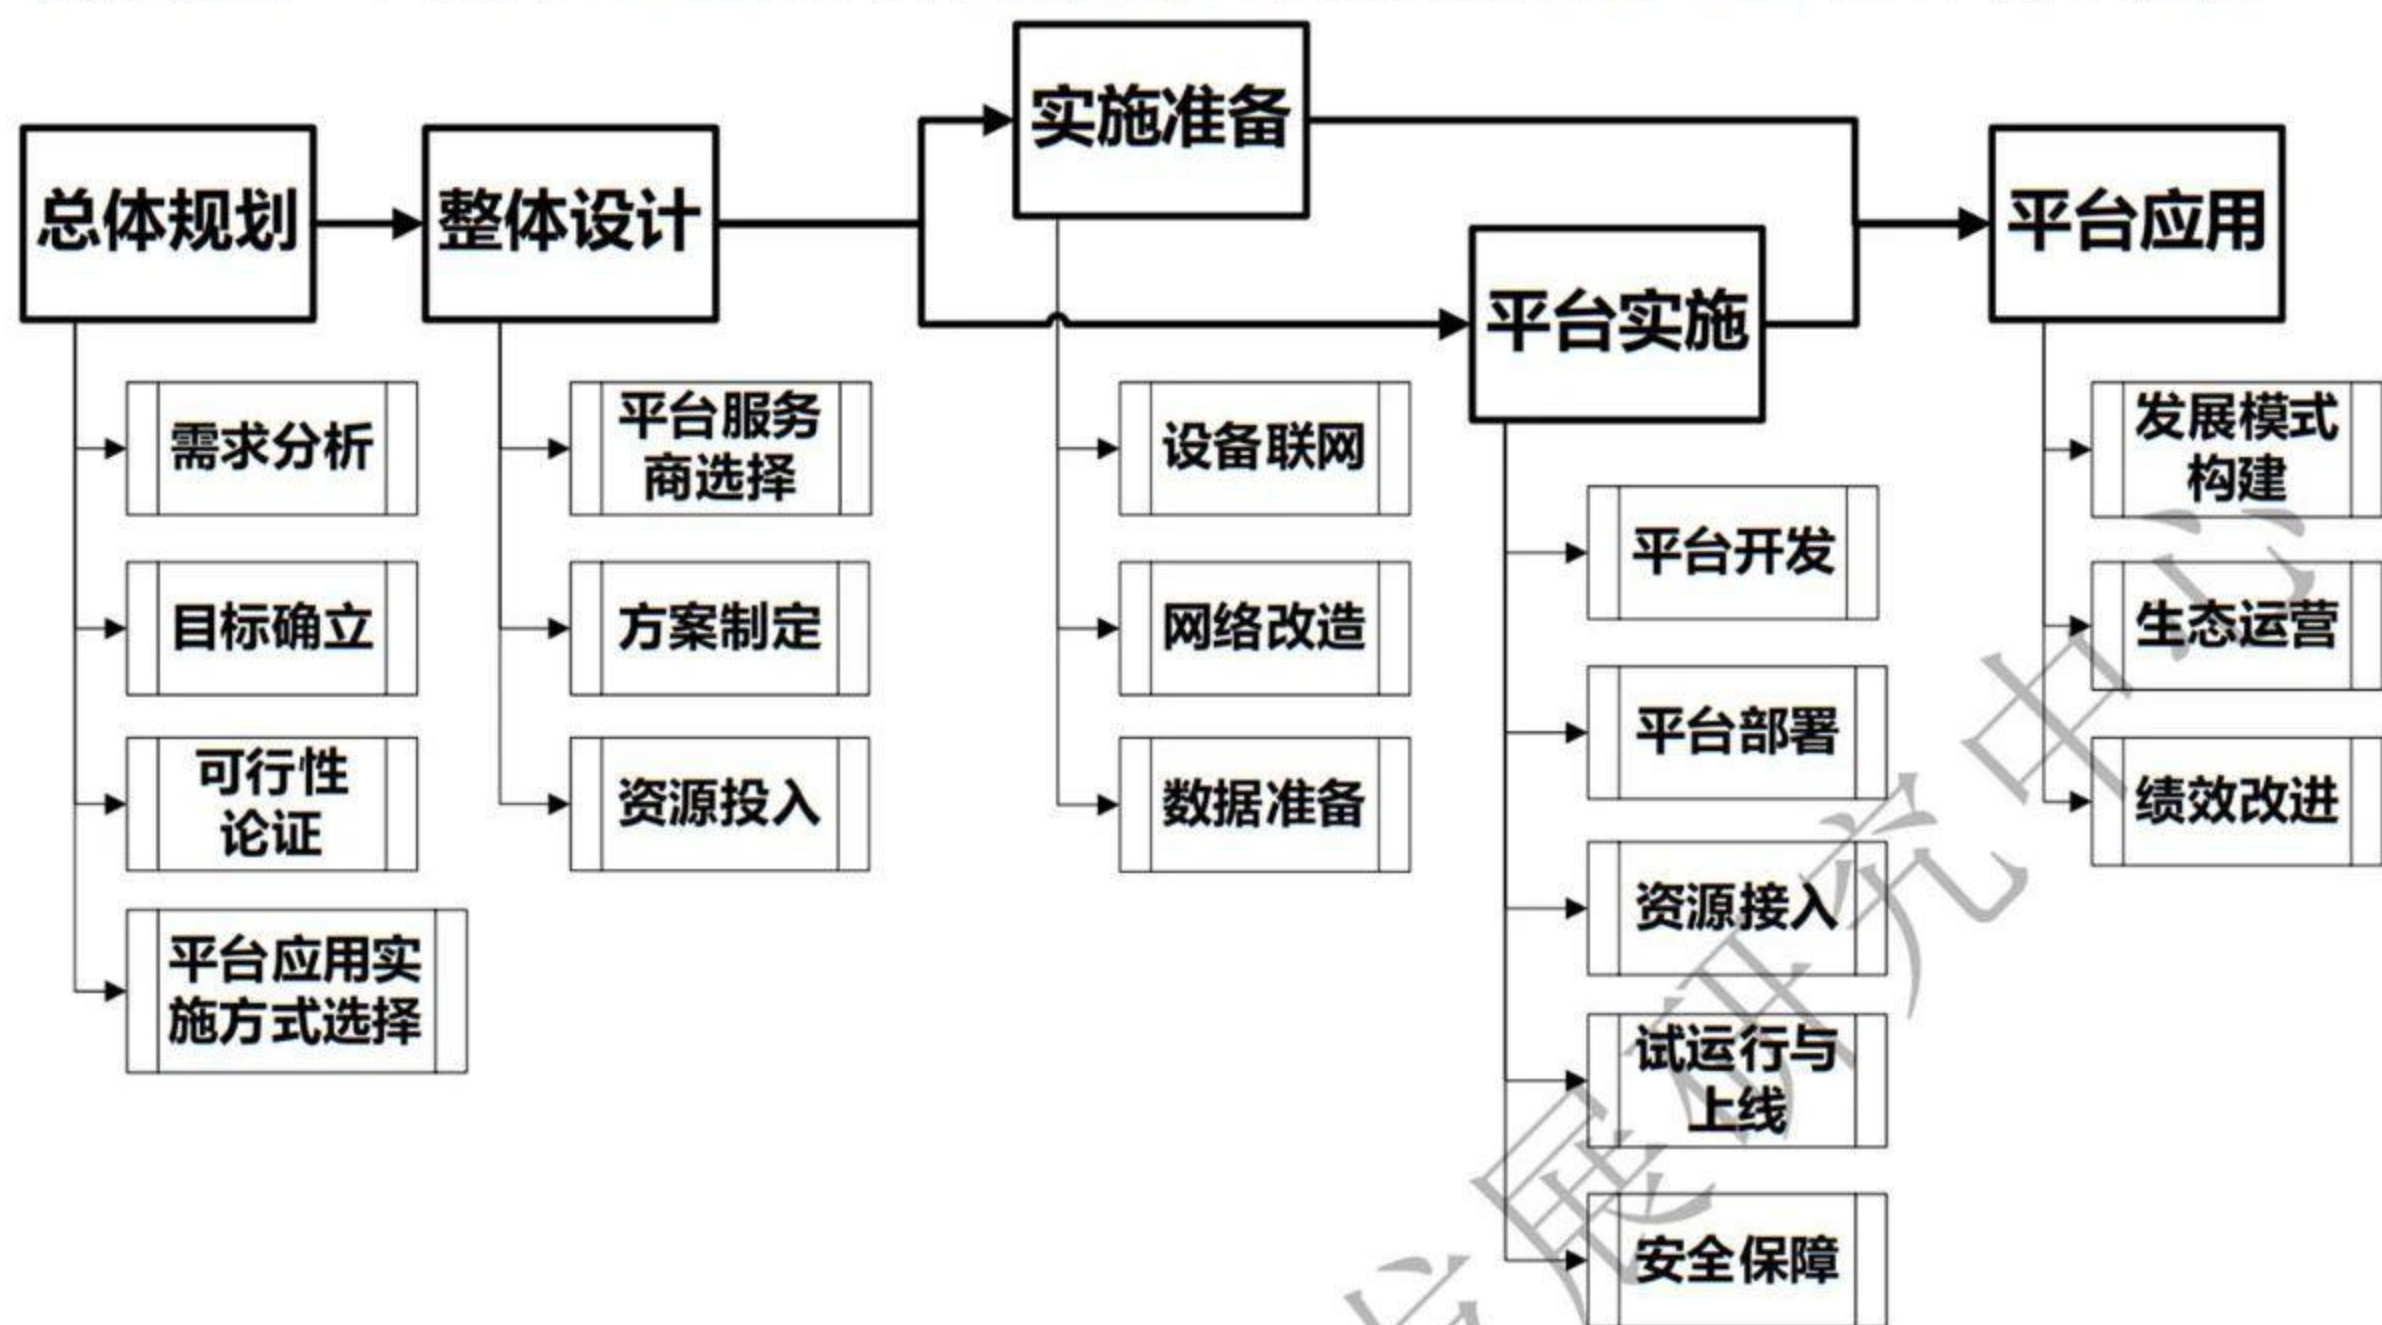 总体规划
整体设计
实施准备
平台实施
平台应用
需求分析
目标确立
可行性
论证
平台应用实
施方式选择
平台服务
商选择
方案制定
资源投入
设备联网
网络改造
数据准备
平台开发
平台部署
资源接入
试运行与
上线
安全保障
发展模式
构建
生态运营
绩效改进
展研究中心